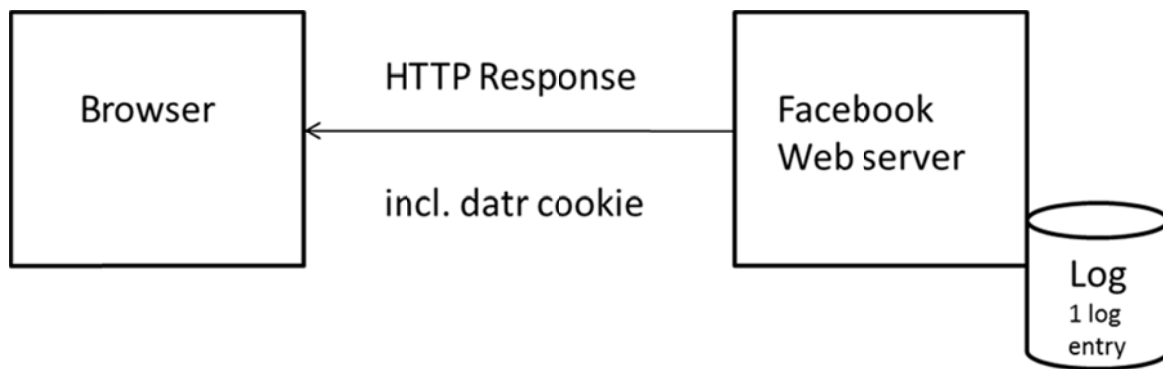 Browser
HTTP Response
incl. datr cookie
Facebook
Web server
Log
1 log
entry